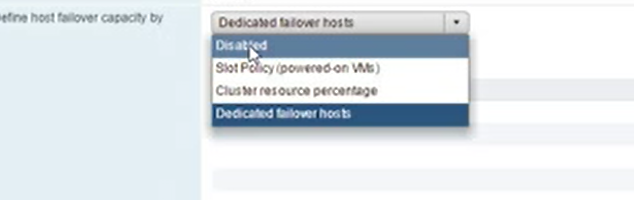 efine host failover capacity by
Dedicated failover hosts
Disabled
Slot Policy (powered-on VMs)
Cluster resource percentage
Dedicated failover hosts